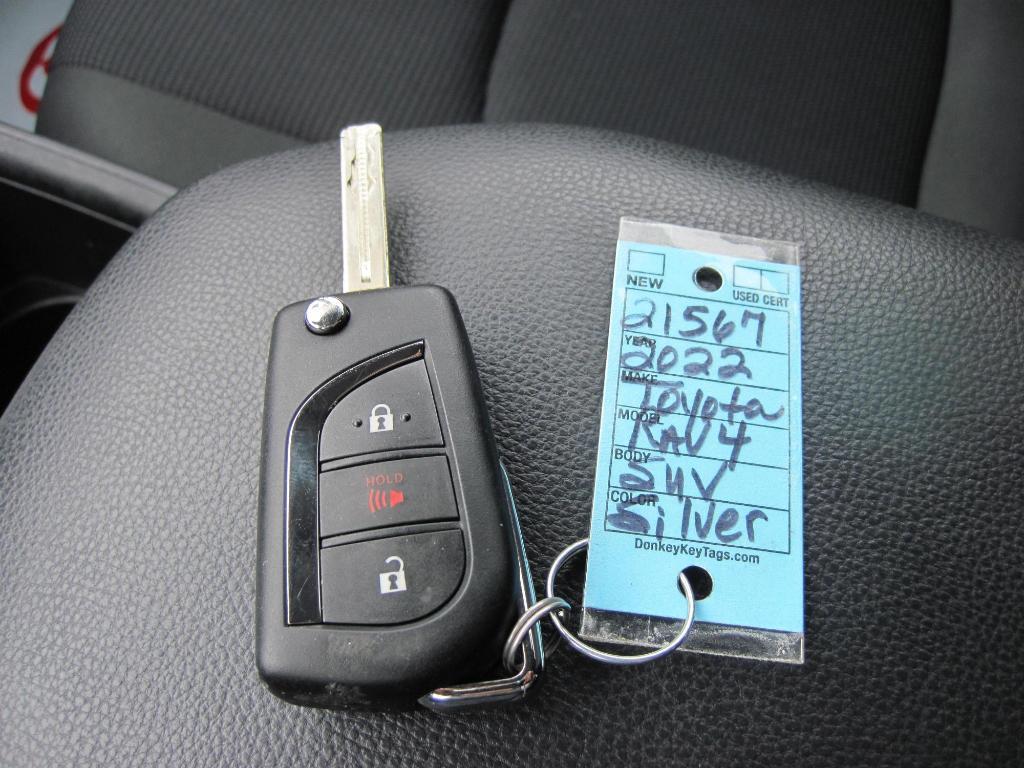 HOLD
NEW
USED CERT
21567
YEAR
2022
MAKE
Toyota
MODEL
RAV4
BODY
SUV
COLOR
Silver
DonkeyKeyTags.com